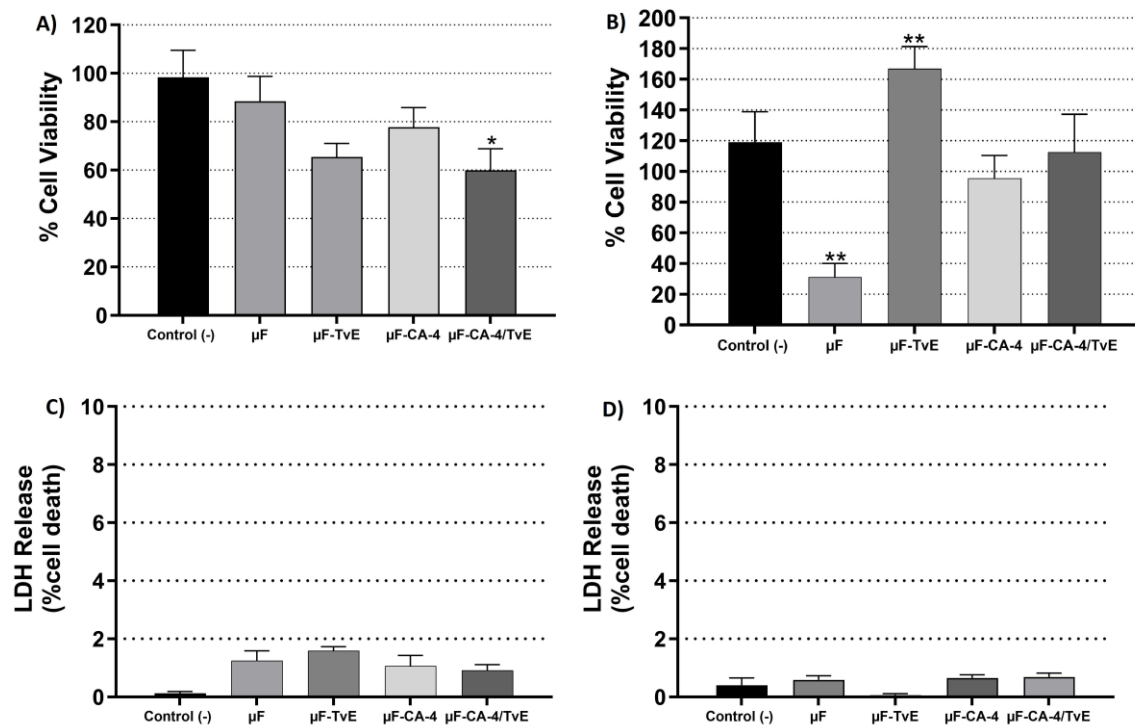 A)
% Cell Viability
120
100
80
60
40
20
0
*
Control (-) µF µF-TvE µF-CA-4 µF-CA-4/TvE
B)
% Cell Viability
200
180
160
140
120
100
80
60
40
20
0
**
**
Control (-) µF µF-TvE µF-CA-4 µF-CA-4/TvE
C)
LDH Release
(%cell death)
10
8
6
4
2
0
Control (-) µF µF-TvE µF-CA-4 µF-CA-4/TvE
D)
LDH Release
(%cell death)
10
8
6
4
2
0
Control (-) µF µF-TvE µF-CA-4 µF-CA-4/TvE